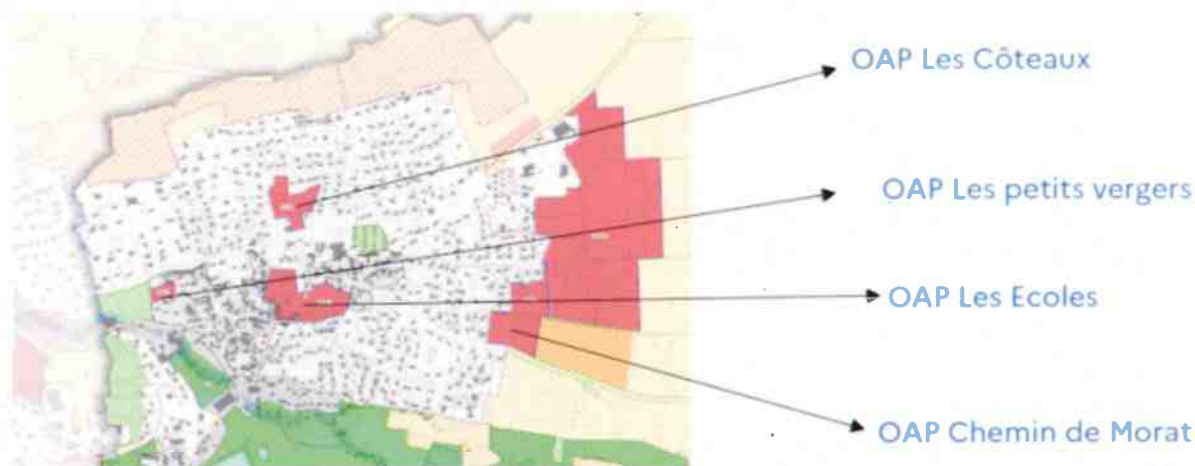 OAP Les Côteaux
OAP Les petits vergers
OAP Les Ecoles
OAP Chemin de Morat